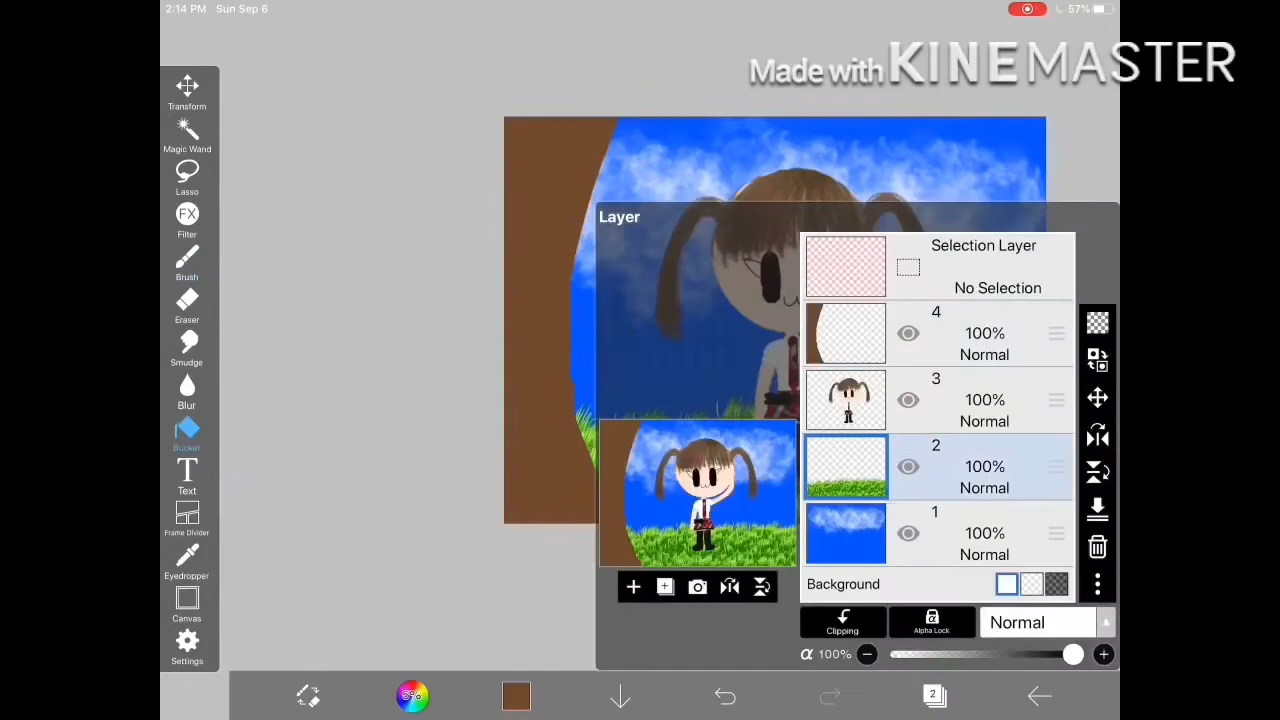 2:14 PM Sun Sep 6
57%
Made with KINEMASTER
Transform
Magic Wand
Lasso
FX
Filter
Brush
Eraser
Smudge
Blur
Bucket
T
Text
Frame Divider
Eyedropper
Canvas
Settings
Layer
Selection Layer
No Selection
4
100%
Normal
3
100%
Normal
2
100%
Normal
1
100%
Normal
Background
Clipping
Alpha Lock
Normal
α 100%
2